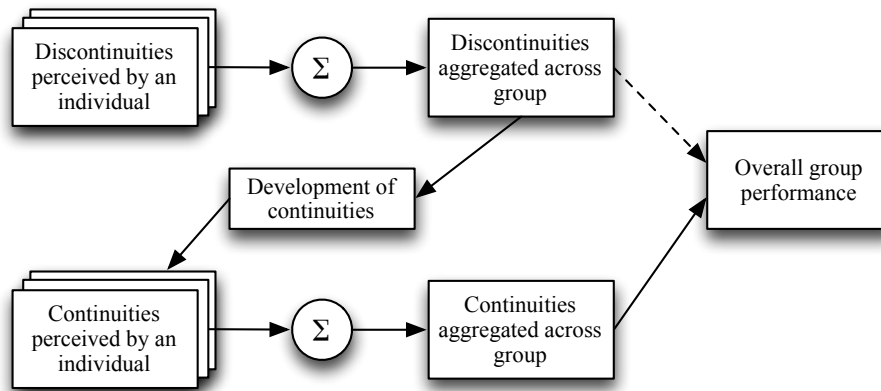 Discontinuities
perceived by an
individual
Σ
Discontinuities
aggregated across
group
Overall group
performance
Development of
continuities
Continuities
perceived by an
individual
Σ
Continuities
aggregated across
group